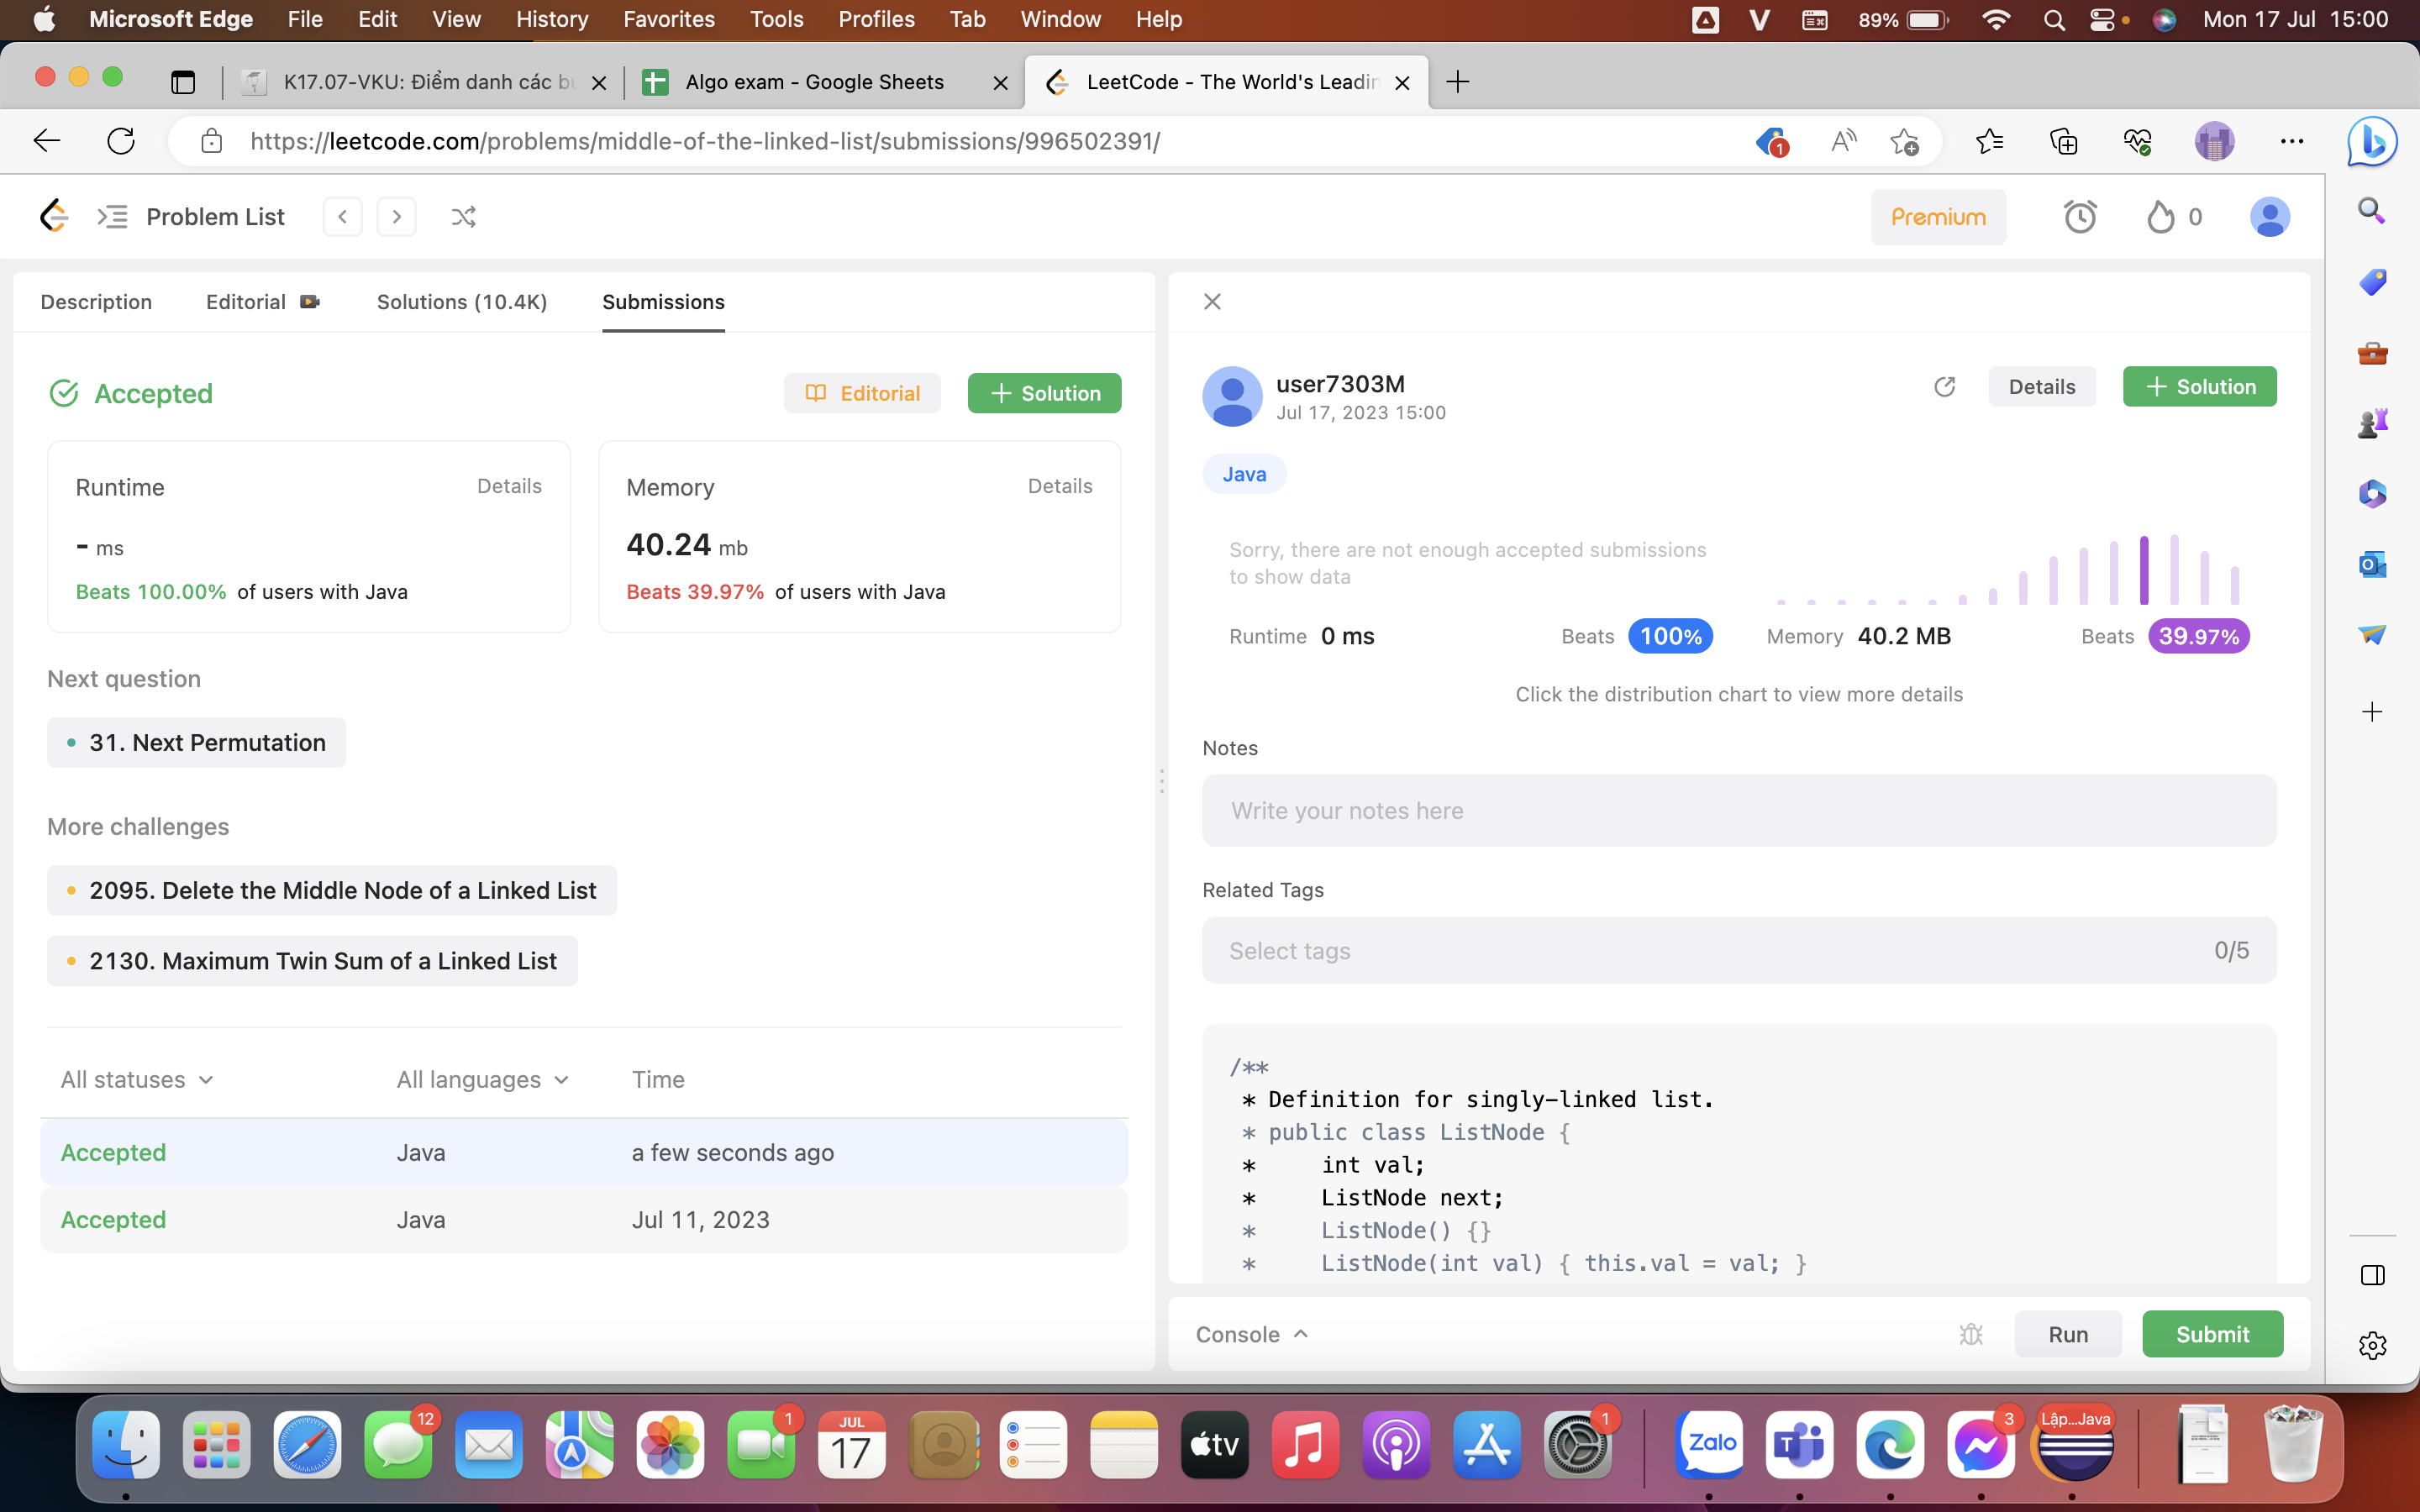 Microsoft Edge File Edit View History Favorites Tools Profiles Tab Window Help 89% Mon 17 Jul 15:00
K17.07-VKU: Điểm danh các Algo exam - Google Sheets LeetCode - The World's
https://leetcode.com/problems/middle-of-the-linked-list/submissions/996502391/ 1
Problem List Premium 0
Description Editorial Solutions (10.4K) Submissions
Accepted Editorial + Solution
Runtime Details
- ms
Beats 100.00% of users with Java
Memory Details
40.24 mb
Beats 39.97% of users with Java
Next question
31. Next Permutation
More challenges
2095. Delete the Middle Node of a Linked List
2130. Maximum Twin Sum of a Linked List
All statuses All languages Time
Accepted Java a few seconds ago
Accepted Java Jul 11, 2023
user7303M
Jul 17, 2023 15:00
Details + Solution
Java
Sorry, there are not enough accepted submissions
to show data
Runtime 0 ms Beats 100% Memory 40.2 MB Beats 39.97%
Click the distribution chart to view more details
Notes
Write your notes here
Related Tags
Select tags 0/5
/**
* Definition for singly-linked list.
* public class ListNode {
* int val;
* ListNode next;
* ListNode() {}
* ListNode(int val) { this.val = val; }
Console Run Submit
12 1 JUL 17 tv 1 Zalo T 3 Lập...Java